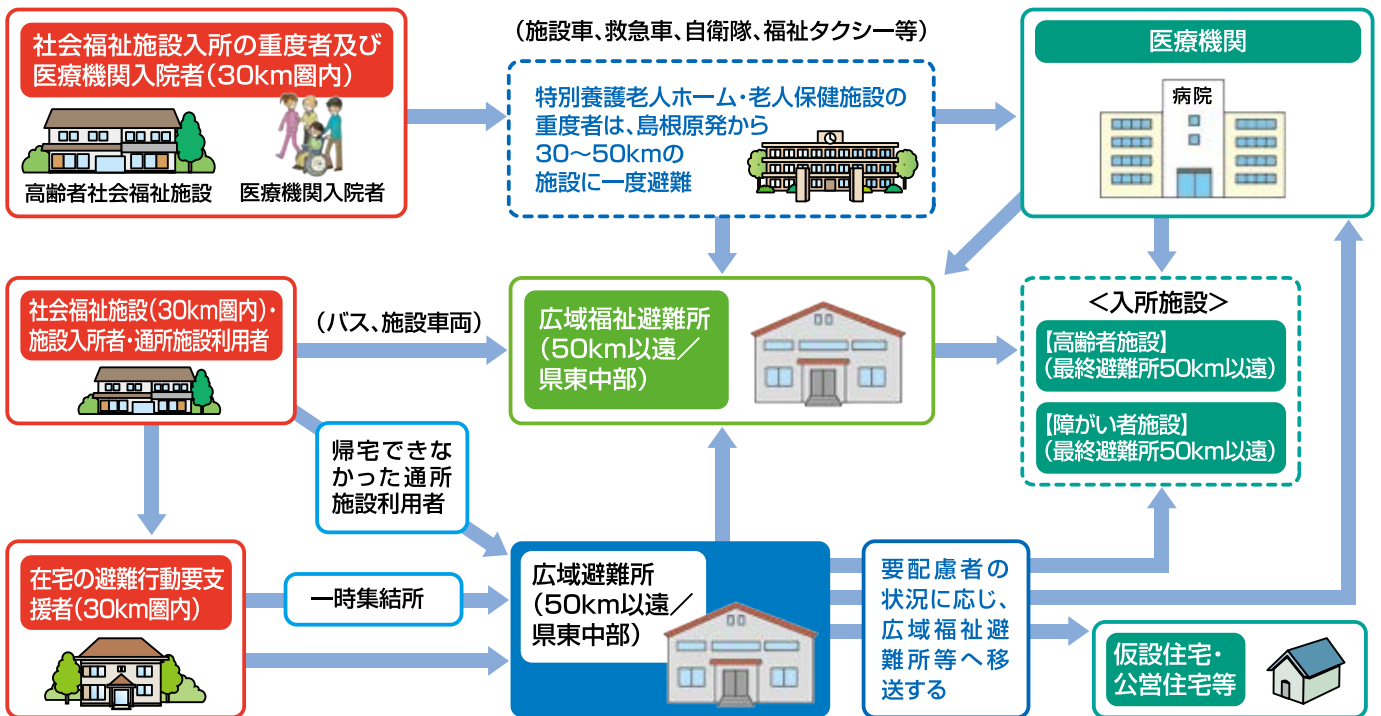 社会福祉施設入所の重度者及び
医療機関入院者（30km圏内）
高齢者社会福祉施設
医療機関入院者
（施設車、救急車、自衛隊、福祉タクシー等）
特別養護老人ホーム・老人保健施設の
重度者は、島根原発から
30〜50kmの
施設に一度避難
医療機関
病院
社会福祉施設（30km圏内）・
施設入所者・通所施設利用者
（バス、施設車両）
広域福祉避難所
（50km以遠／
県東中部）
＜入所施設＞
【高齢者施設】
（最終避難所50km以遠）
【障がい者施設】
（最終避難所50km以遠）
帰宅できな
かった通所
施設利用者
在宅の避難行動要支
援者（30km圏内）
一時集結所
広域避難所
（50km以遠／
県東中部）
要配慮者の
状況に応じ、
広域福祉避
難所等へ移
送する
仮設住宅・
公営住宅等